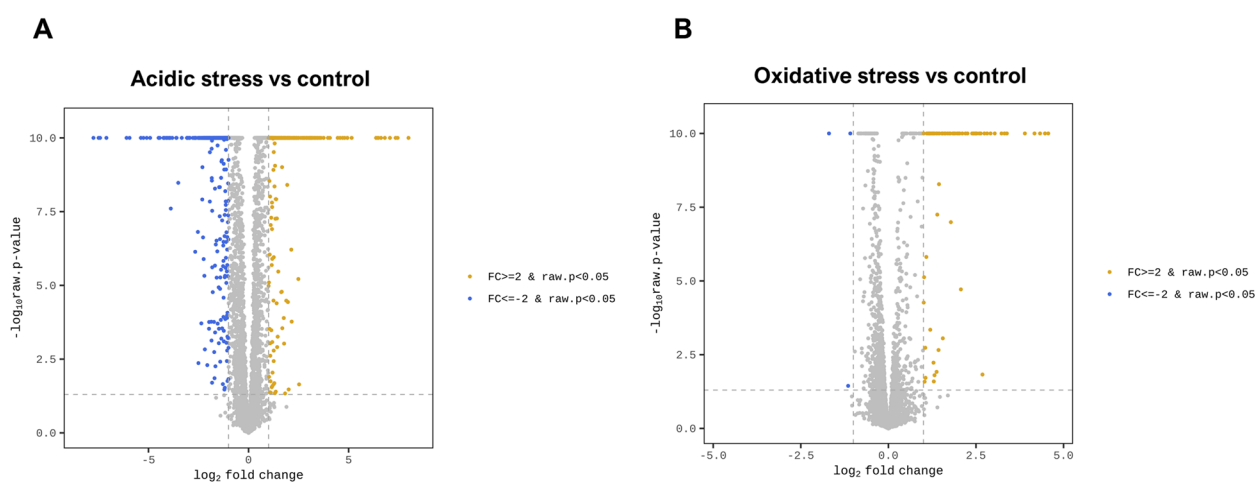 A
Acidic stress vs control
10.0
7.5
5.0
2.5
0.0
-log₁₀raw.p-value
-5
0
5
log₂ fold change
FC>=2 & raw.p<0.05
FC<=-2 & raw.p<0.05
B
Oxidative stress vs control
10.0
7.5
5.0
2.5
0.0
-log₁₀raw.p-value
-5.0
-2.5
0.0
2.5
5.0
log₂ fold change
FC>=2 & raw.p<0.05
FC<=-2 & raw.p<0.05